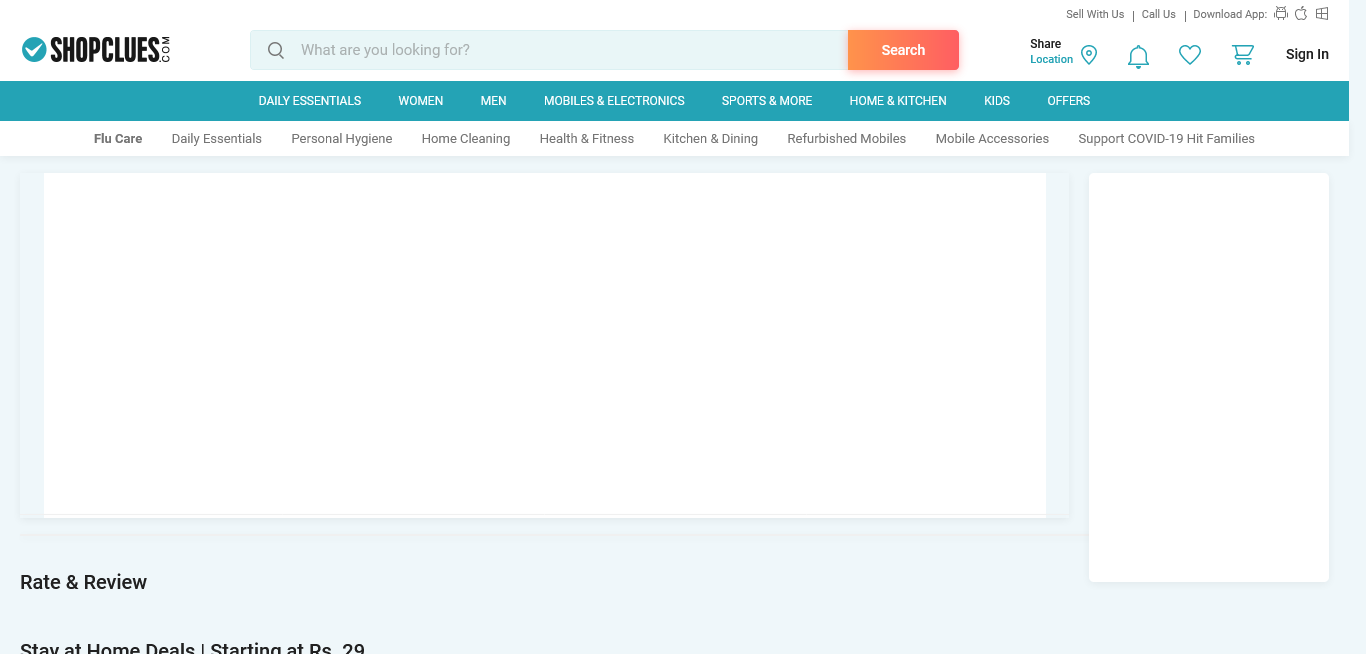 Sell With Us | Call Us | Download App:
SHOPCLUES.COM
What are you looking for?
Search
Share
Location
Sign In
DAILY ESSENTIALS WOMEN MEN MOBILES & ELECTRONICS SPORTS & MORE HOME & KITCHEN KIDS OFFERS
Flu Care Daily Essentials Personal Hygiene Home Cleaning Health & Fitness Kitchen & Dining Refurbished Mobiles Mobile Accessories Support COVID-19 Hit Families
Rate & Review
Stay at Home Deals | Starting at Rs. 29